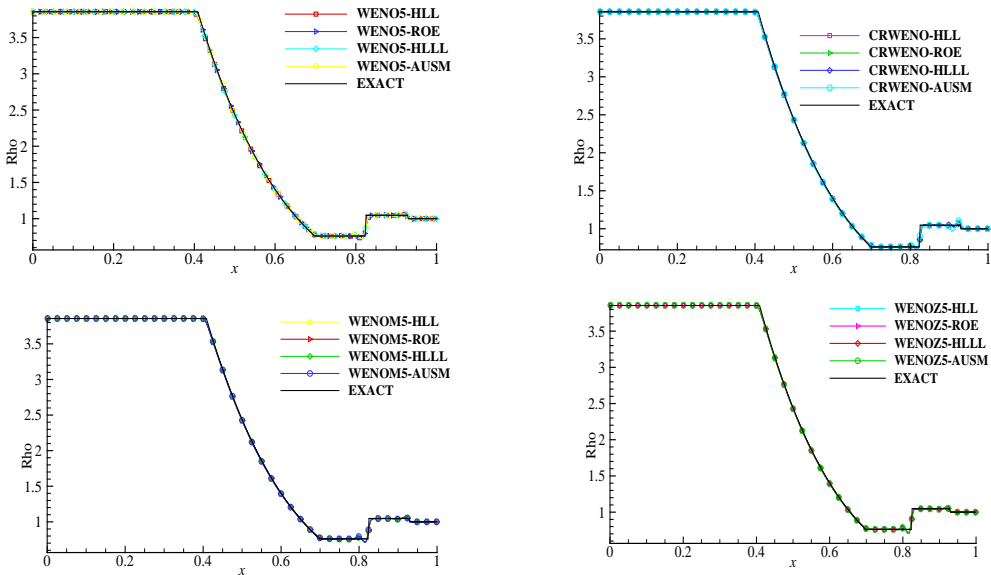 WENO5-HLL
WENO5-ROE
WENO5-HLLL
WENO5-AUSM
EXACT
3.5
3
2.5
2
1.5
1
Rho
0
0.2
0.4
0.6
0.8
1
x
CRWENO-HLL
CRWENO-ROE
CRWENO-HLLL
CRWENO-AUSM
EXACT
3.5
3
2.5
2
1.5
1
Rho
0
0.2
0.4
0.6
0.8
1
x
WENOM5-HLL
WENOM5-ROE
WENOM5-HLLL
WENOM5-AUSM
EXACT
3.5
3
2.5
2
1.5
1
Rho
0
0.2
0.4
0.6
0.8
1
x
WENOZ5-HLL
WENOZ5-ROE
WENOZ5-HLLL
WENOZ5-AUSM
EXACT
3.5
3
2.5
2
1.5
1
Rho
0
0.2
0.4
0.6
0.8
1
x